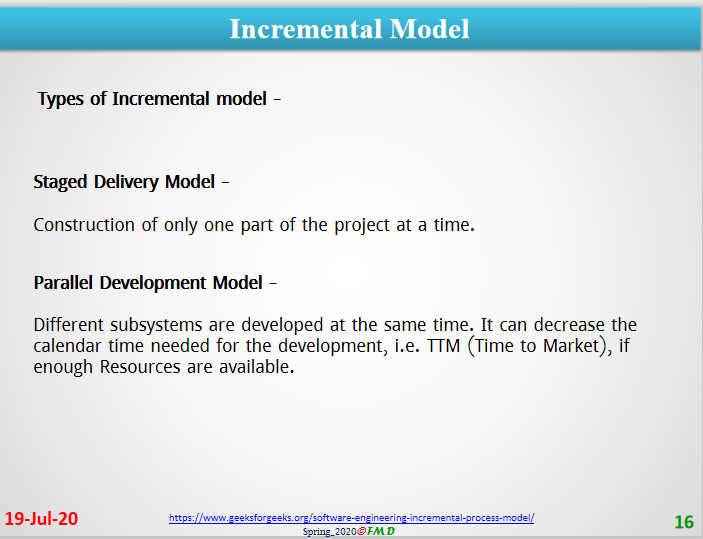 Incremental Model
Types of Incremental model –
Staged Delivery Model –
Construction of only one part of the project at a time.
Parallel Development Model –
Different subsystems are developed at the same time. It can decrease the
calendar time needed for the development, i.e. TTM (Time to Market), if
enough Resources are available.
19-Jul-20
https://www.geeksforgeeks.org/software-engineering-incremental-process-model/
Spring_2020©FMD
16